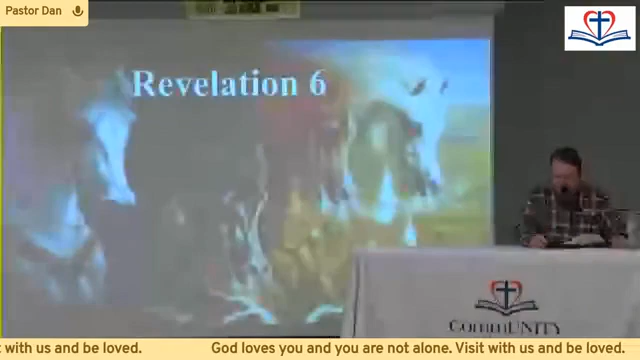 Pastor Dan
Revelation 6
CommUNITY
t with us and be loved.
God loves you and you are not alone. Visit with us and be loved.